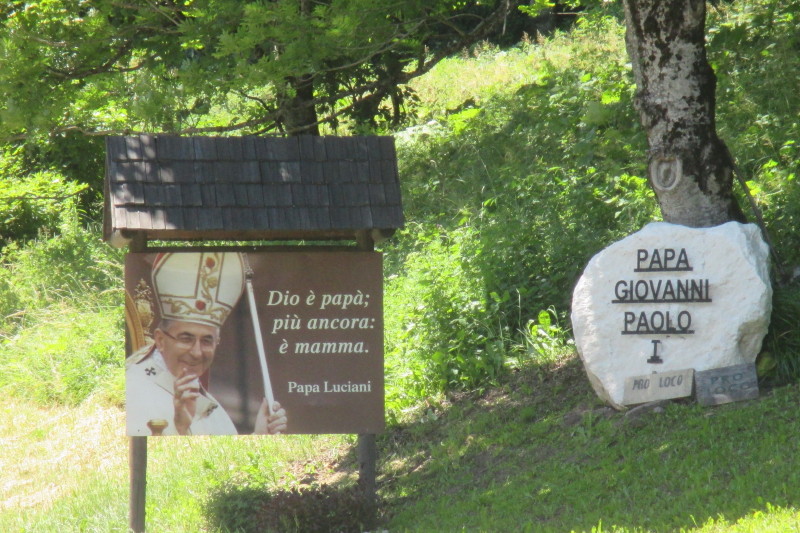 Dio è papà;
più ancora:
è mamma.
Papa Luciani
PAPA
GIOVANNI
PAOLO
I
PRO LOCO